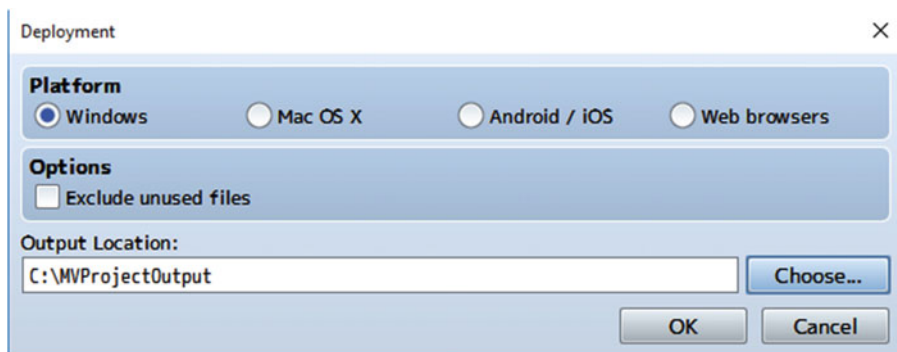 Deployment
Platform
Windows Mac OS X Android / iOS Web browsers
Options
Exclude unused files
Output Location:
C:\MVProjectOutput Choose...
OK Cancel